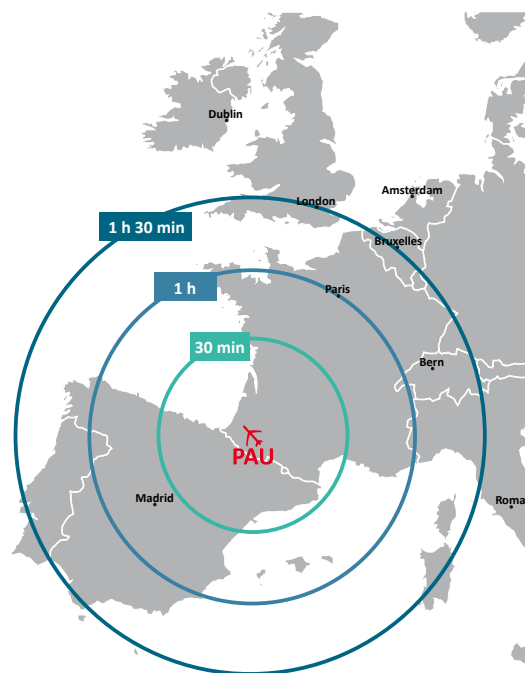 Dublin
Amsterdam
London
1 h 30 min
Bruxelles
1 h
Paris
30 min
Bern
PAU
Madrid
Roma